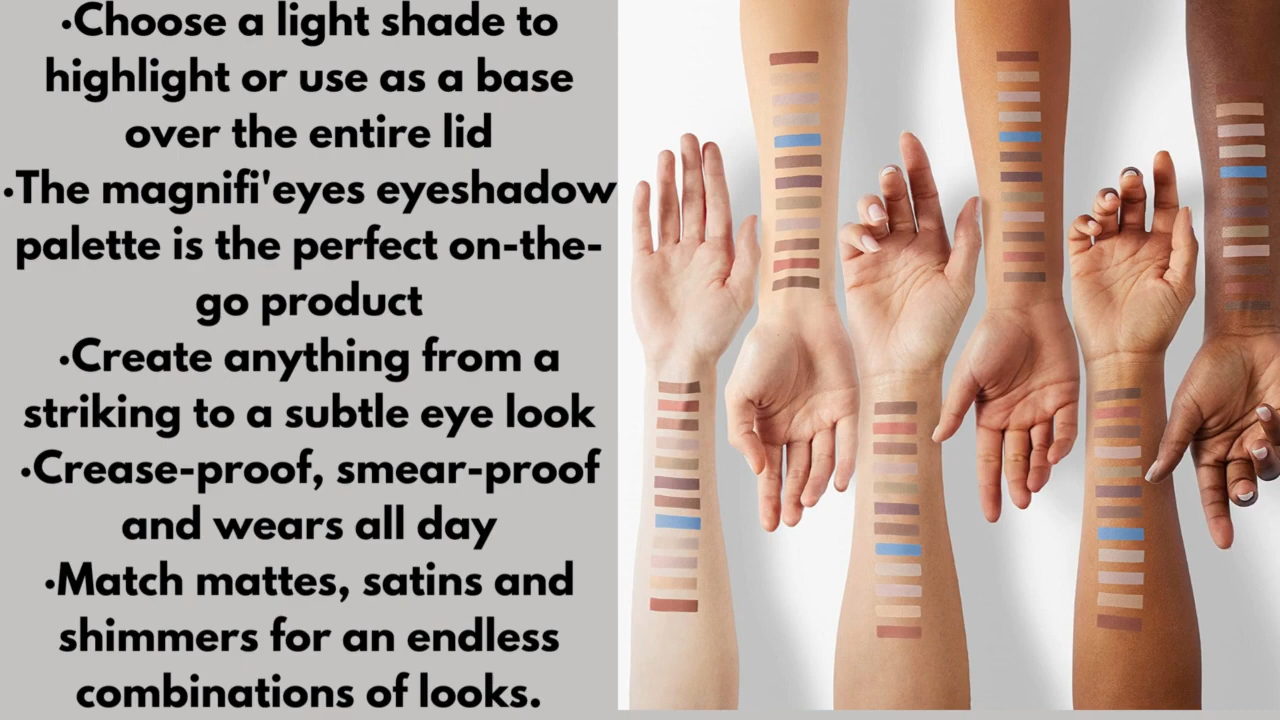 •Choose a light shade to
highlight or use as a base
over the entire lid
•The magnifi'eyes eyeshadow
palette is the perfect on-the-
go product
•Create anything from a
striking to a subtle eye look
•Crease-proof, smear-proof
and wears all day
•Match mattes, satins and
shimmers for an endless
combinations of looks.